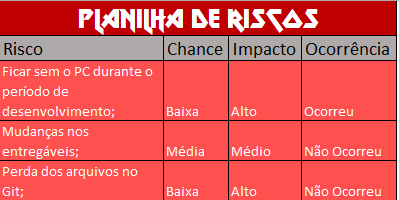 PLANILHA DE RISCOS
Risco Chance Impacto Ocorrência
Ficar sem o PC durante o
período de
desenvolvimento; Baixa Alto Ocorreu
Mudanças nos
entregáveis; Média Médio Não Ocorreu
Perda dos arquivos no
Git; Baixa Alto Não Ocorreu